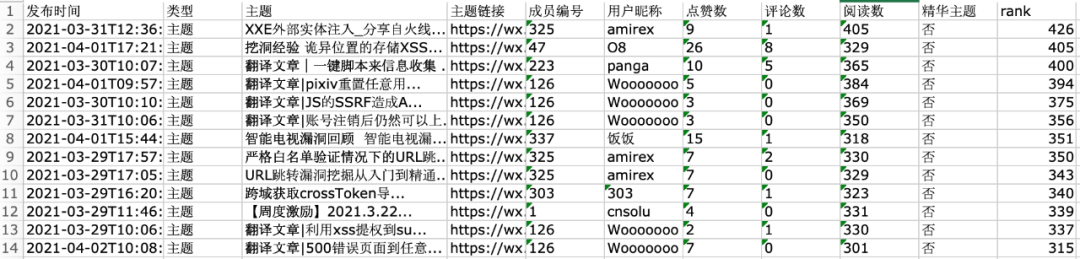 1 发布时间 类型 主题 主题链接 成员编号 用户昵称 点赞数 评论数 阅读数 精华主题 rank
2 2021-03-31T12:36: 主题 XXE外部实体注入_分享自火线... https://wx. 325 amirex 9 1 405 否 426
3 2021-04-01T17:21: 主题 挖洞经验 诡异位置的存储XSS... https://wx. 47 O8 26 8 329 否 405
4 2021-03-30T10:07: 主题 翻译文章｜一键脚本来信息收集 ... https://wx. 223 panga 10 5 365 否 400
5 2021-04-01T09:57: 主题 翻译文章|pixiv重置任意用... https://wx. 126 Wooooooo 5 0 384 否 394
6 2021-03-30T10:10: 主题 翻译文章|JS的SSRF造成A... https://wx. 126 Wooooooo 3 0 369 否 375
7 2021-03-31T10:06: 主题 翻译文章|账号注销后仍然可以上... https://wx. 126 Wooooooo 3 0 350 否 356
8 2021-04-01T15:44: 主题 智能电视漏洞回顾 智能电视漏... https://wx. 337 饭饭 15 1 318 否 351
9 2021-03-29T17:57: 主题 严格白名单验证情况下的URL跳... https://wx. 325 amirex 7 2 330 否 350
10 2021-03-29T17:05: 主题 URL跳转漏洞挖掘从入门到精通... https://wx. 325 amirex 7 0 329 否 343
11 2021-03-29T16:20: 主题 跨域获取crossToken导... https://wx. 303 303 7 1 323 否 340
12 2021-03-29T11:46: 主题 【周度激励】2021.3.22... https://wx. 1 cnsolu 4 0 331 否 339
13 2021-03-29T10:06: 主题 翻译文章|利用xss提权到su... https://wx. 126 Wooooooo 2 1 330 否 337
14 2021-04-02T10:08: 主题 翻译文章|500错误页面到任意... https://wx. 126 Wooooooo 7 0 301 否 315